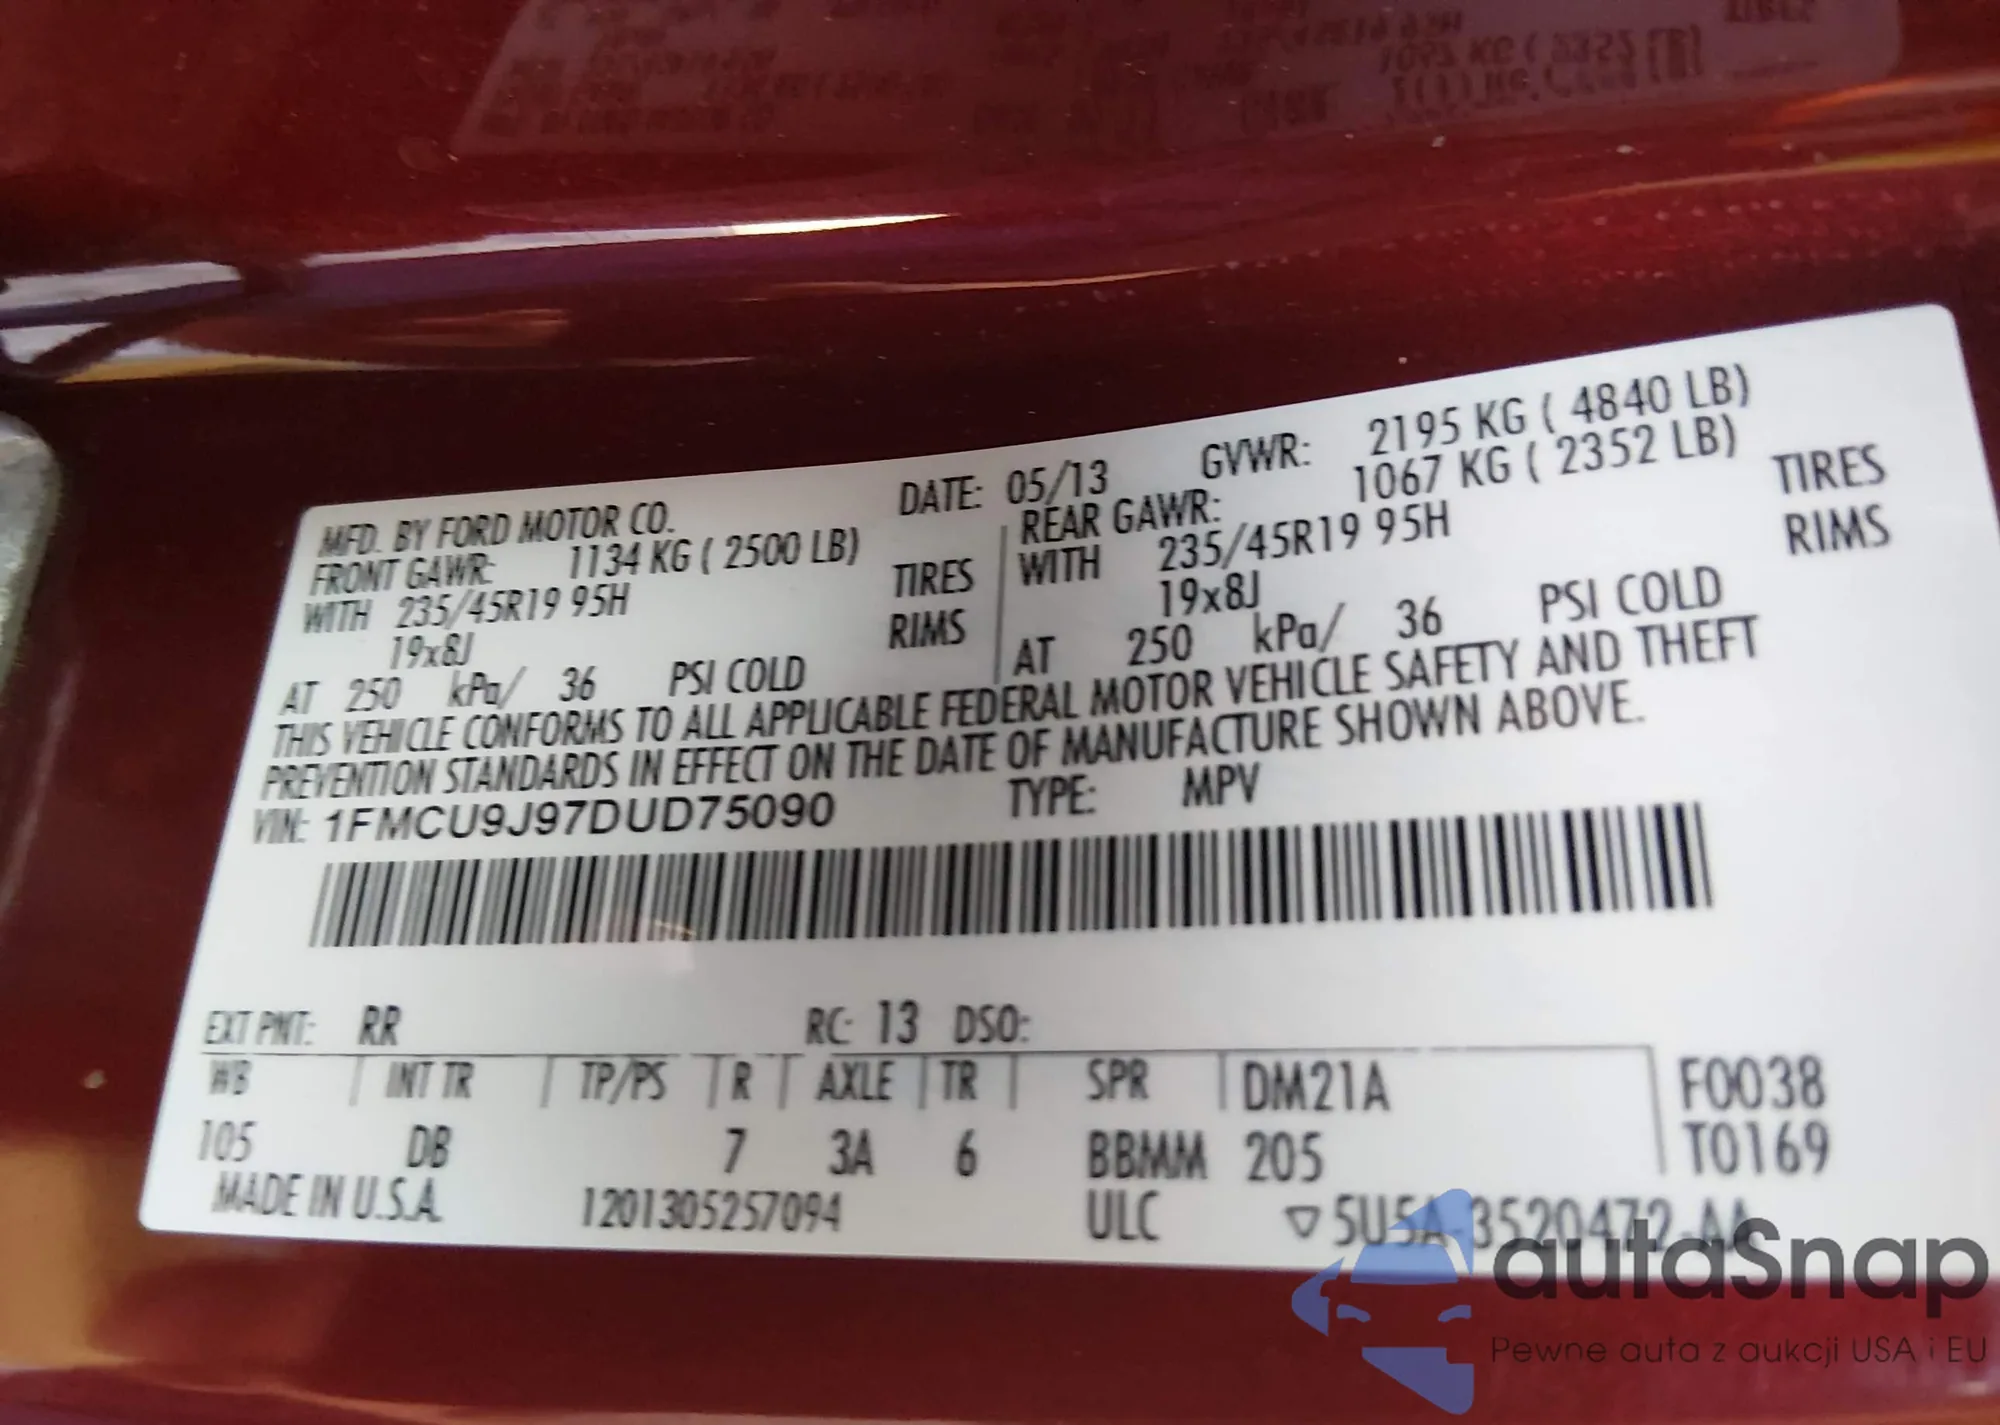 MFD. BY FORD MOTOR CO. DATE: 05/13 GVWR: 2195 KG ( 4840 LB)
FRONT GAWR: 1134 KG ( 2500 LB) REAR GAWR: 1067 KG ( 2352 LB)
WITH 235/45R19 95H TIRES WITH 235/45R19 95H TIRES
19x8J RIMS 19x8J RIMS
AT 250 kPa/ 36 PSI COLD AT 250 kPa/ 36 PSI COLD
THIS VEHICLE CONFORMS TO ALL APPLICABLE FEDERAL MOTOR VEHICLE SAFETY AND THEFT
PREVENTION STANDARDS IN EFFECT ON THE DATE OF MANUFACTURE SHOWN ABOVE.
VIN: 1FMCU9J97DUD75090 TYPE: MPV
EXT PNT: RR RC: 13 DSO:
WB INT TR TP/PS R AXLE TR SPR DM21A F0038
105 DB 7 3A 6 BBMM 205 T0169
MADE IN U.S.A. 1201305257094 ULC ▽5U5A-3520472-AA
autaSnap
Pewne auta z aukcji USA i EU